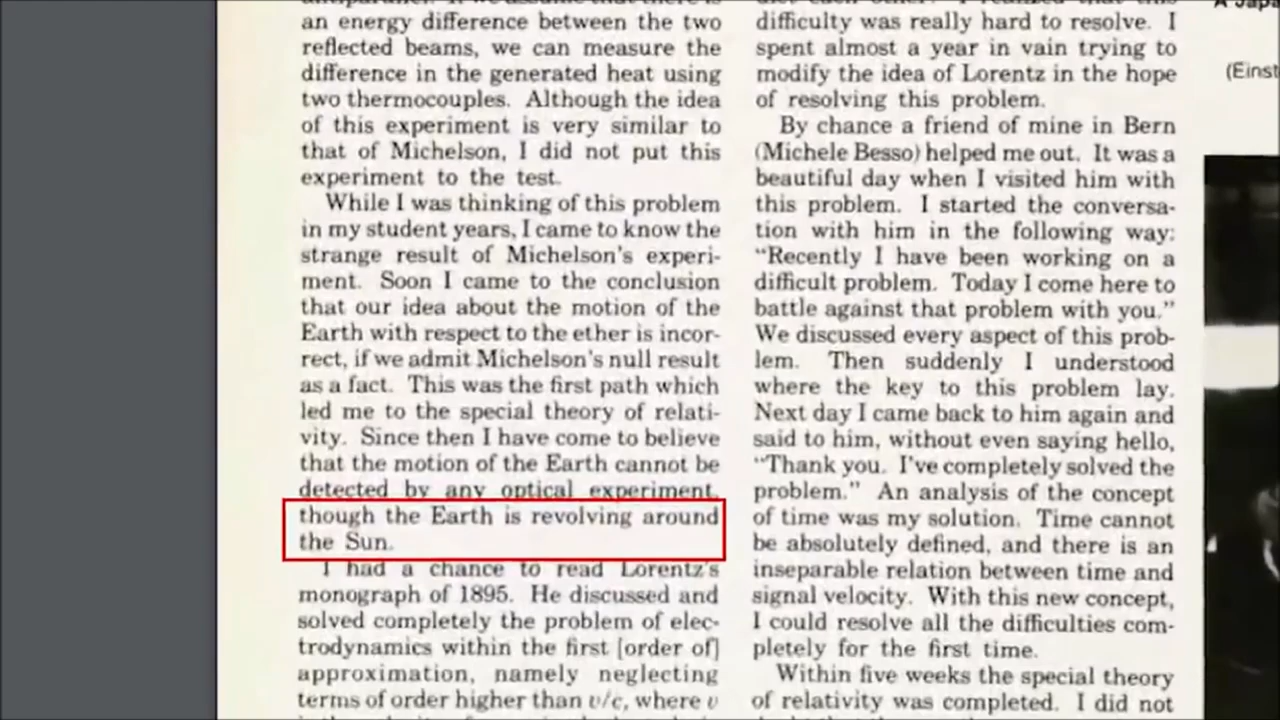 an energy difference between the two
reflected beams, we can measure the
difference in the generated heat using
two thermocouples. Although the idea
of this experiment is very similar to
that of Michelson, I did not put this
experiment to the test.
While I was thinking of this problem
in my student years, I came to know the
strange result of Michelson's experi-
ment. Soon I came to the conclusion
that our idea about the motion of the
Earth with respect to the ether is incor-
rect, if we admit Michelson's null result
as a fact. This was the first path which
led me to the special theory of relati-
vity. Since then I have come to believe
that the motion of the Earth cannot be
detected by any optical experiment,
though the Earth is revolving around
the Sun.
I had a chance to read Lorentz's
monograph of 1895. He discussed and
solved completely the problem of elec-
trodynamics within the first [order of]
approximation, namely neglecting
terms of order higher than v/c, where v
difficulty was really hard to resolve. I
spent almost a year in vain trying to
modify the idea of Lorentz in the hope
of resolving this problem.
By chance a friend of mine in Bern
(Michele Besso) helped me out. It was a
beautiful day when I visited him with
this problem. I started the conversa-
tion with him in the following way:
"Recently I have been working on a
difficult problem. Today I come here to
battle against that problem with you."
We discussed every aspect of this prob-
lem. Then suddenly I understood
where the key to this problem lay.
Next day I came back to him again and
said to him, without even saying hello,
"Thank you. I've completely solved the
problem." An analysis of the concept
of time was my solution. Time cannot
be absolutely defined, and there is an
inseparable relation between time and
signal velocity. With this new concept,
I could resolve all the difficulties com-
pletely for the first time.
Within five weeks the special theory
of relativity was completed. I did not
A Japa
(Einst